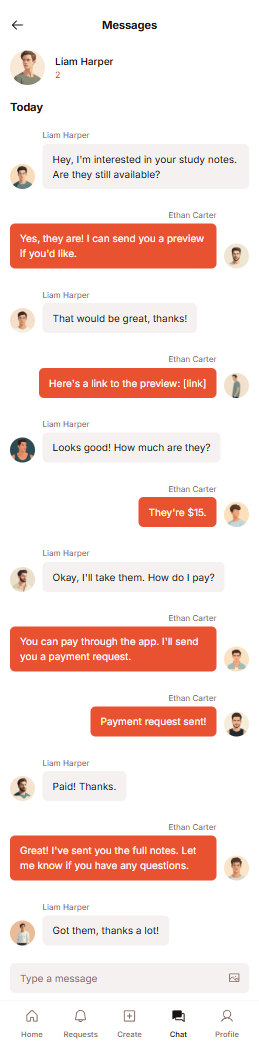 Messages
Liam Harper
2
Today
Liam Harper
Hey, I'm interested in your study notes.
Are they still available?
Ethan Carter
Yes, they are! I can send you a preview
if you'd like.
Liam Harper
That would be great, thanks!
Ethan Carter
Here's a link to the preview: [link]
Liam Harper
Looks good! How much are they?
Ethan Carter
They're $15.
Liam Harper
Okay, I'll take them. How do I pay?
Ethan Carter
You can pay through the app. I'll send
you a payment request.
Ethan Carter
Payment request sent!
Liam Harper
Paid! Thanks.
Ethan Carter
Great! I've sent you the full notes. Let
me know if you have any questions.
Liam Harper
Got them, thanks a lot!
Type a message
Home Requests Create Chat Profile